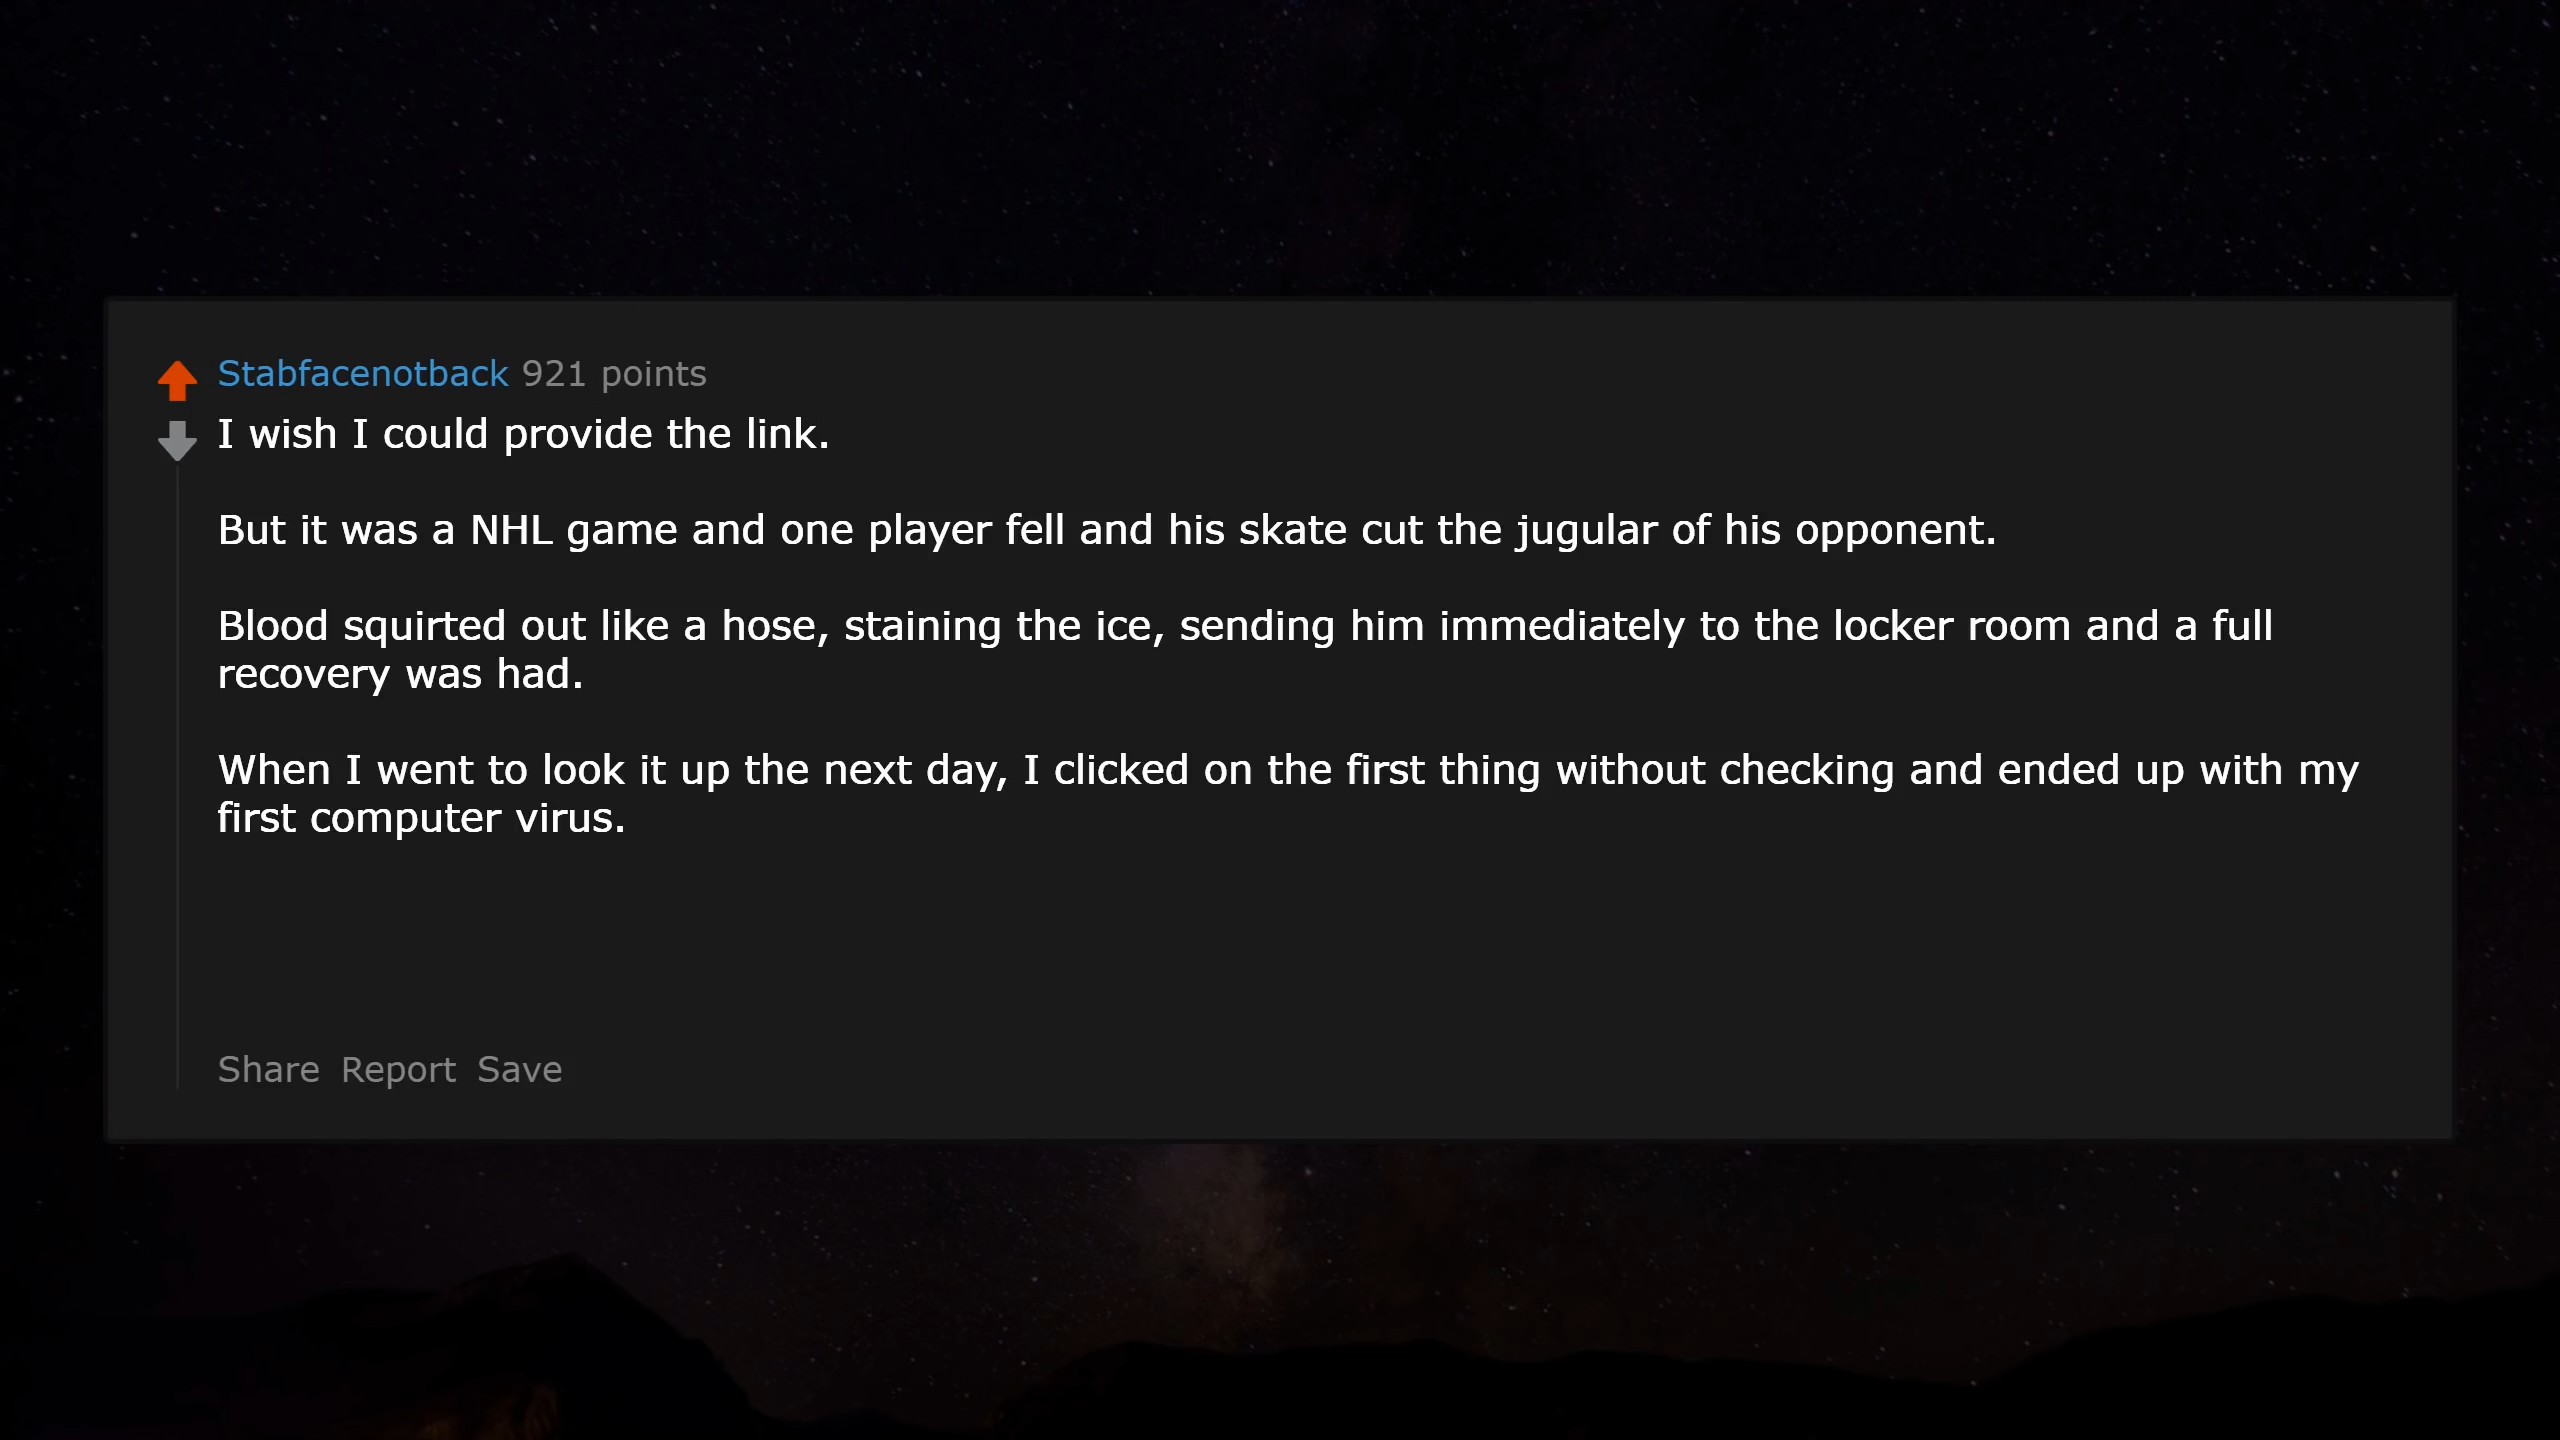 Stabfacenotback 921 points
I wish I could provide the link.
But it was a NHL game and one player fell and his skate cut the jugular of his opponent.
Blood squirted out like a hose, staining the ice, sending him immediately to the locker room and a full
recovery was had.
When I went to look it up the next day, I clicked on the first thing without checking and ended up with my
first computer virus.
Share Report Save